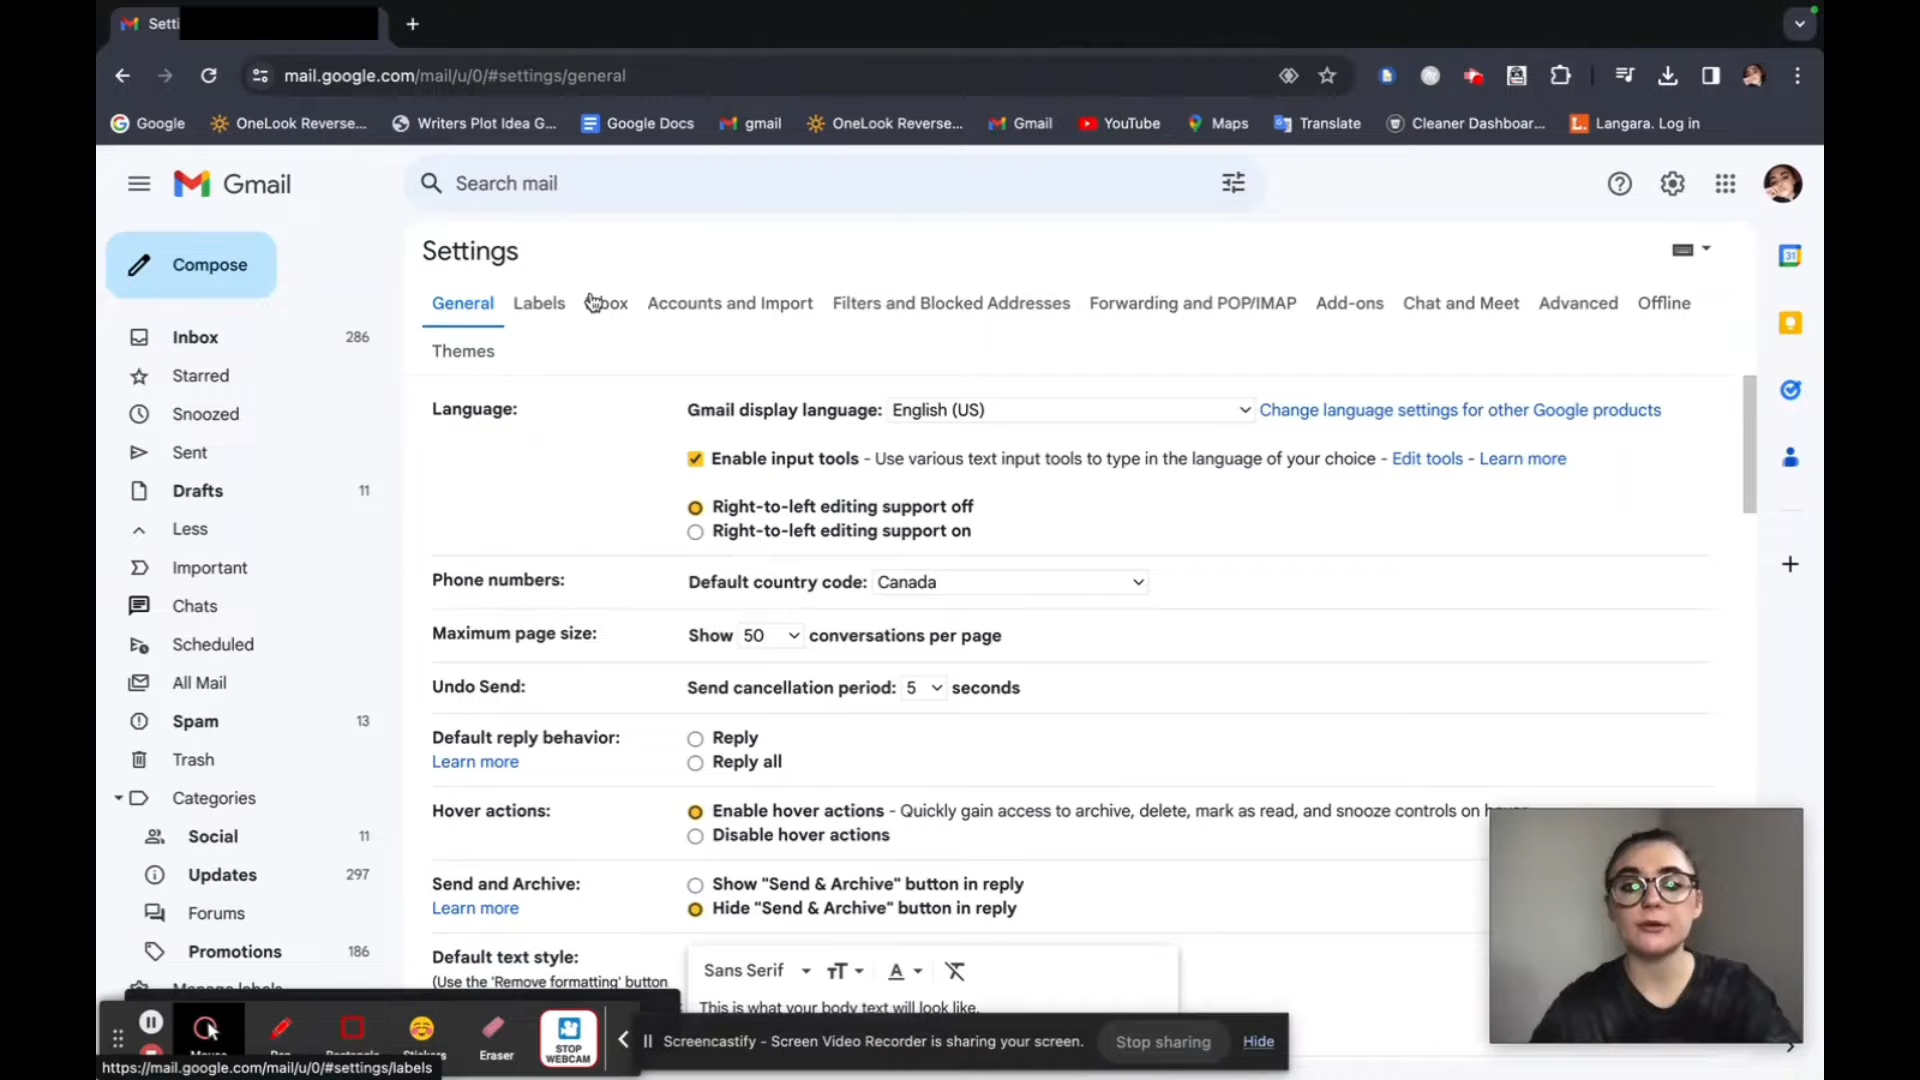 Setti
mail.google.com/mail/u/0/#settings/general
Google
OneLook Reverse...
Writers Plot Idea G...
Google Docs
gmail
OneLook Reverse...
Gmail
YouTube
Maps
Translate
Cleaner Dashboar...
Langara. Log in
Gmail
Search mail
Compose
Inbox 286
Starred
Snoozed
Sent
Drafts 11
Less
Important
Chats
Scheduled
All Mail
Spam 13
Trash
Categories
Social 11
Updates 297
Forums
Promotions 186
Manage labels
Settings
General Labels Inbox Accounts and Import Filters and Blocked Addresses Forwarding and POP/IMAP Add-ons Chat and Meet Advanced Offline
Themes
Language:
Gmail display language: English (US) Change language settings for other Google products
Enable input tools - Use various text input tools to type in the language of your choice - Edit tools - Learn more
Right-to-left editing support off
Right-to-left editing support on
Phone numbers:
Default country code: Canada
Maximum page size:
Show 50 conversations per page
Undo Send:
Send cancellation period: 5 seconds
Default reply behavior:
Learn more
Reply
Reply all
Hover actions:
Enable hover actions - Quickly gain access to archive, delete, mark as read, and snooze controls on hover.
Disable hover actions
Send and Archive:
Learn more
Show "Send & Archive" button in reply
Hide "Send & Archive" button in reply
Default text style:
(Use the 'Remove formatting' button
Sans Serif
This is what your body text will look like.
31
Mouse
Pen
Rectangle
Stickers
Eraser
STOP
WEBCAM
Screencastify - Screen Video Recorder is sharing your screen.
Stop sharing
Hide
https://mail.google.com/mail/u/0/#settings/labels